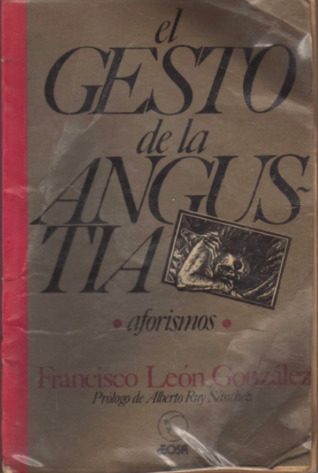 el
GESTO
de la
ANGUS-
TIA
• aforismos •
Francisco León González
Prólogo de Alberto Ruy Sánchez
EOSA